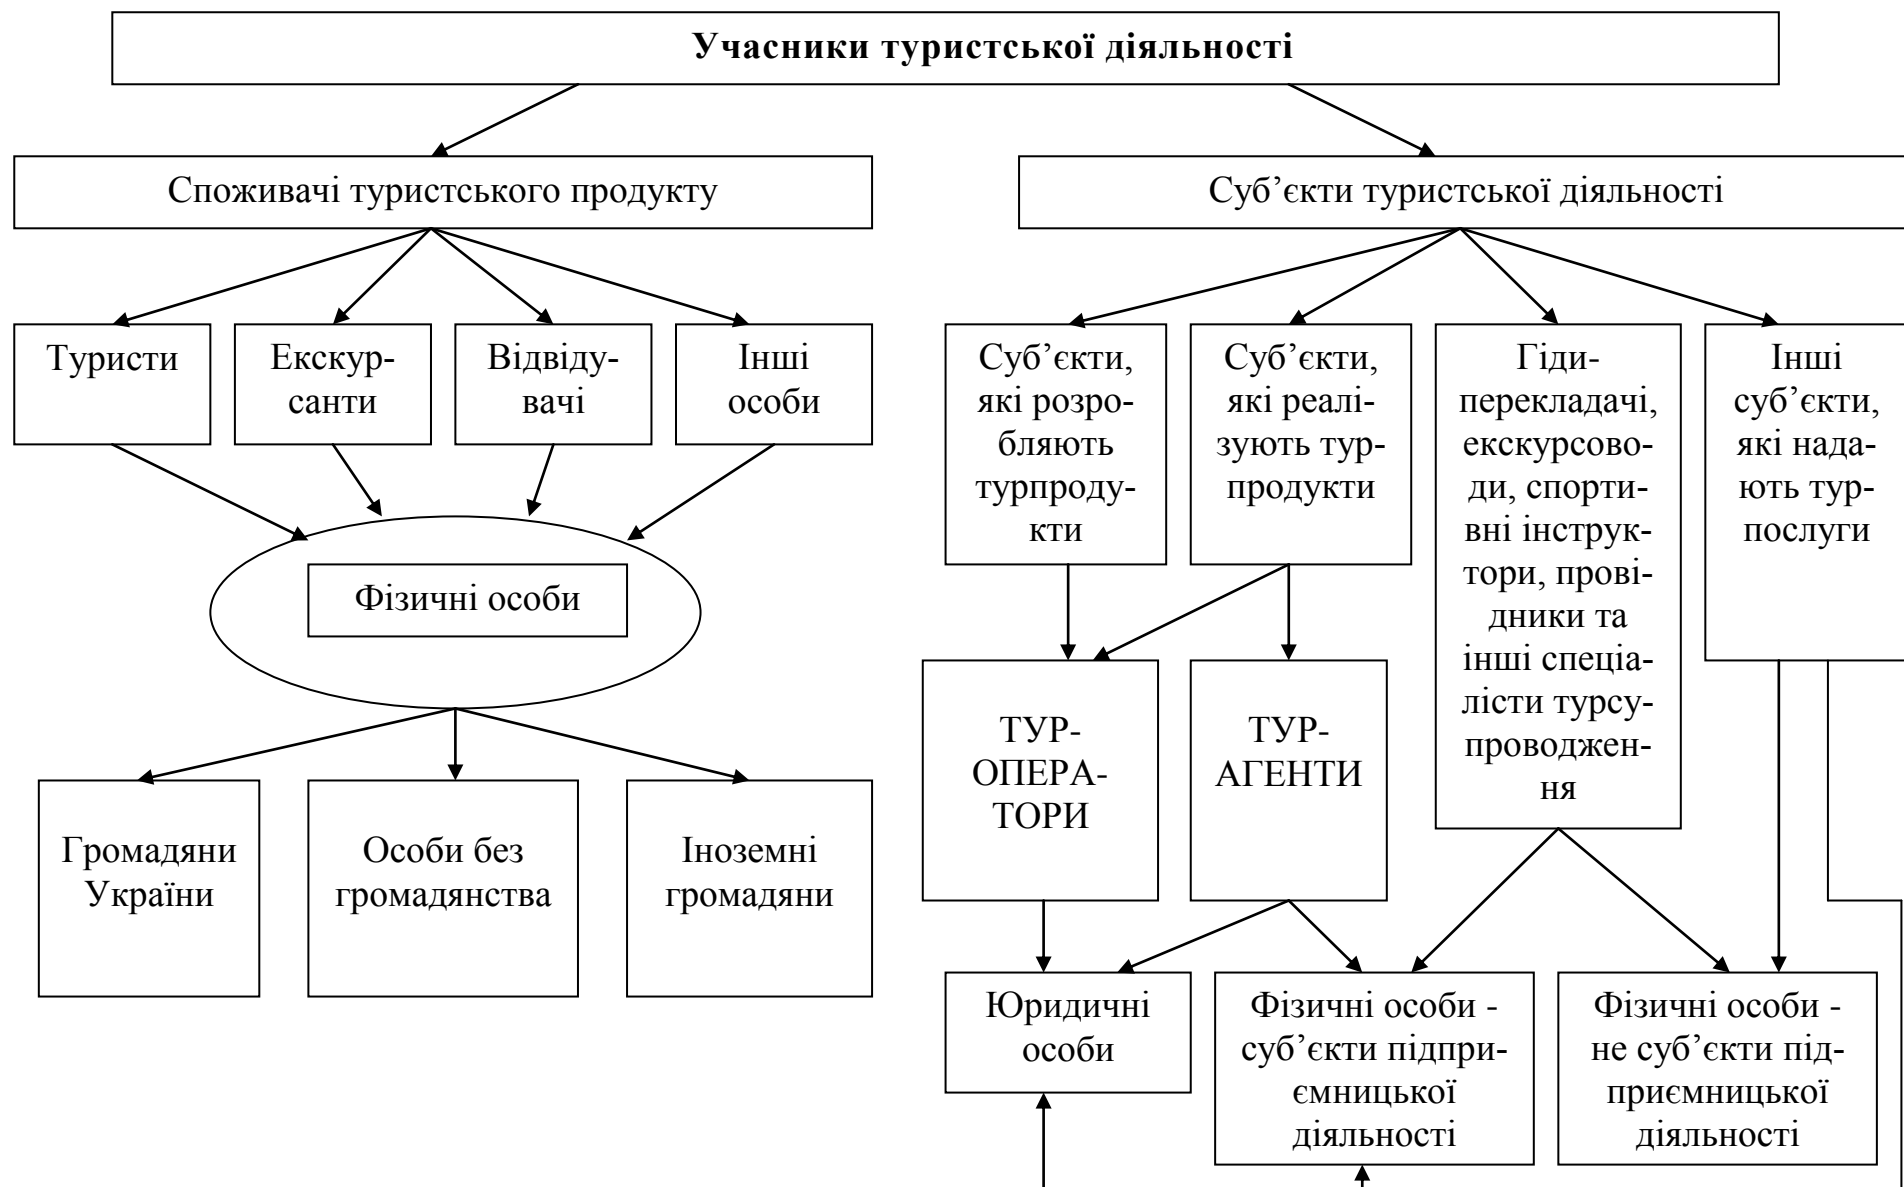 Учасники туристської діяльності
Споживачі туристського продукту
Суб’єкти туристської діяльності
Туристи
Екскур-
санти
Відвіду-
вачі
Інші
особи
Суб’єкти,
які розро-
бляють
турпроду-
кти
Суб’єкти,
які реалі-
зують тур-
продукти
Гіди-
перекладачі,
екскурсово-
ди, спорти-
вні інструк-
тори, прові-
дники та
інші спеціа-
лісти турсу-
проводжен-
ня
Інші
суб’єкти,
які нада-
ють тур-
послуги
Фізичні особи
ТУР-
ОПЕРА-
ТОРИ
ТУР-
АГЕНТИ
Громадяни
України
Особи без
громадянства
Іноземні
громадяни
Юридичні
особи
Фізичні особи -
суб’єкти підпри-
ємницької
діяльності
Фізичні особи -
не суб’єкти під-
приємницької
діяльності